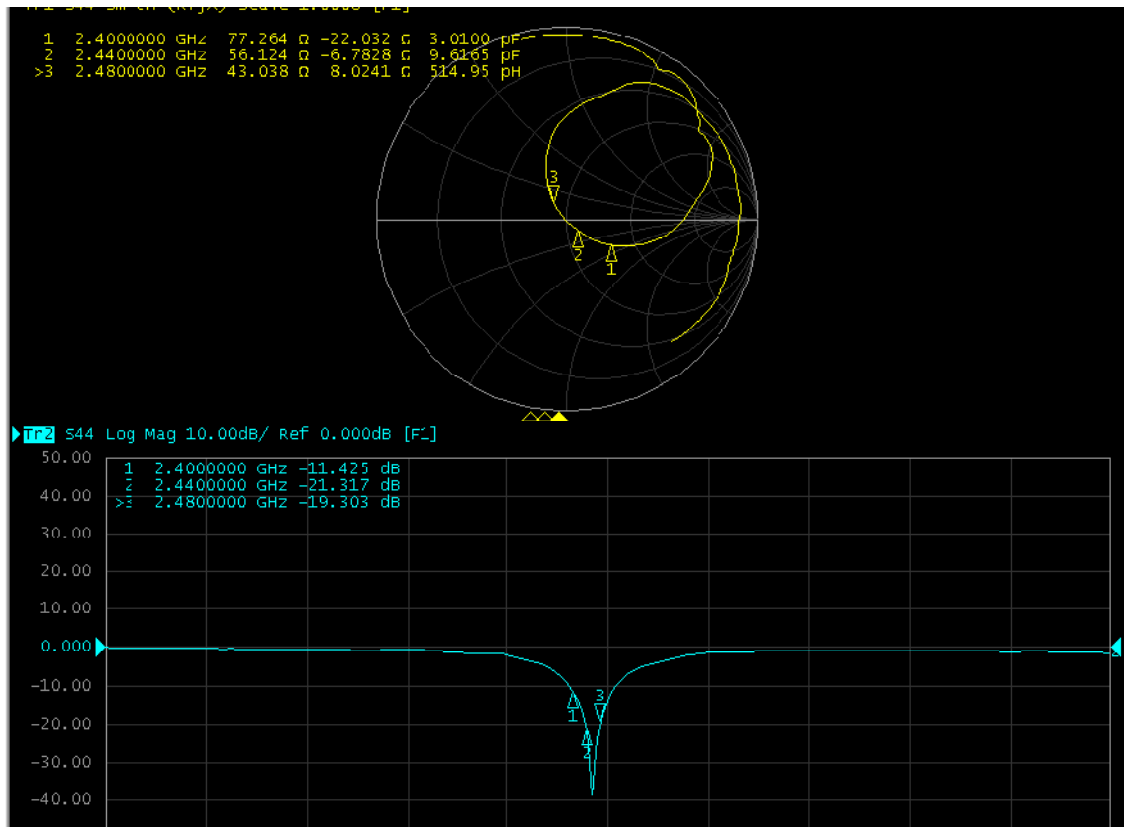 1 2.4000000 GHz 77.264 Ω -22.032 Ω 3.0100 pF
2 2.4400000 GHz 56.124 Ω -6.7828 Ω 9.6165 pF
>3 2.4800000 GHz 43.038 Ω 8.0241 Ω 514.95 pH
3
2
1
Tr2 S44 Log Mag 10.00dB/ Ref 0.000dB
50.00
1 2.4000000 GHz -11.425 dB
2 2.4400000 GHz -21.317 dB
>3 2.4800000 GHz -19.303 dB
40.00
30.00
20.00
10.00
0.000
-10.00
3
1
-20.00
2
-30.00
-40.00